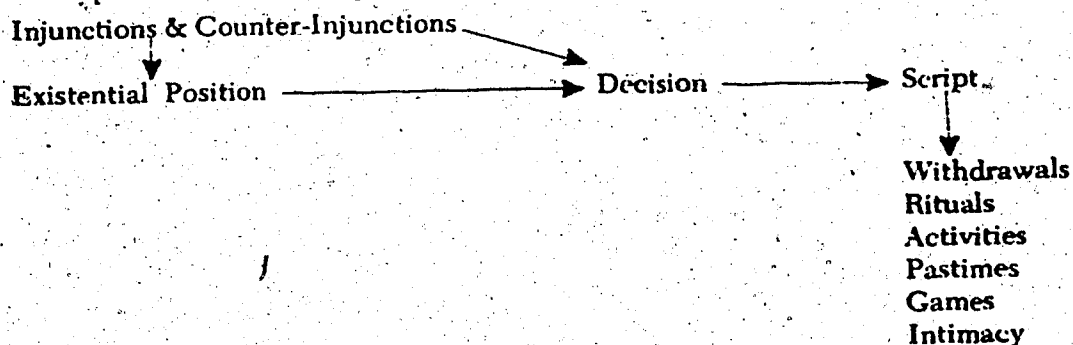 Injunctions & Counter-Injunctions
Existential Position
Decision
Script
Withdrawals
Rituals
Activities
Pastimes
Games
Intimacy